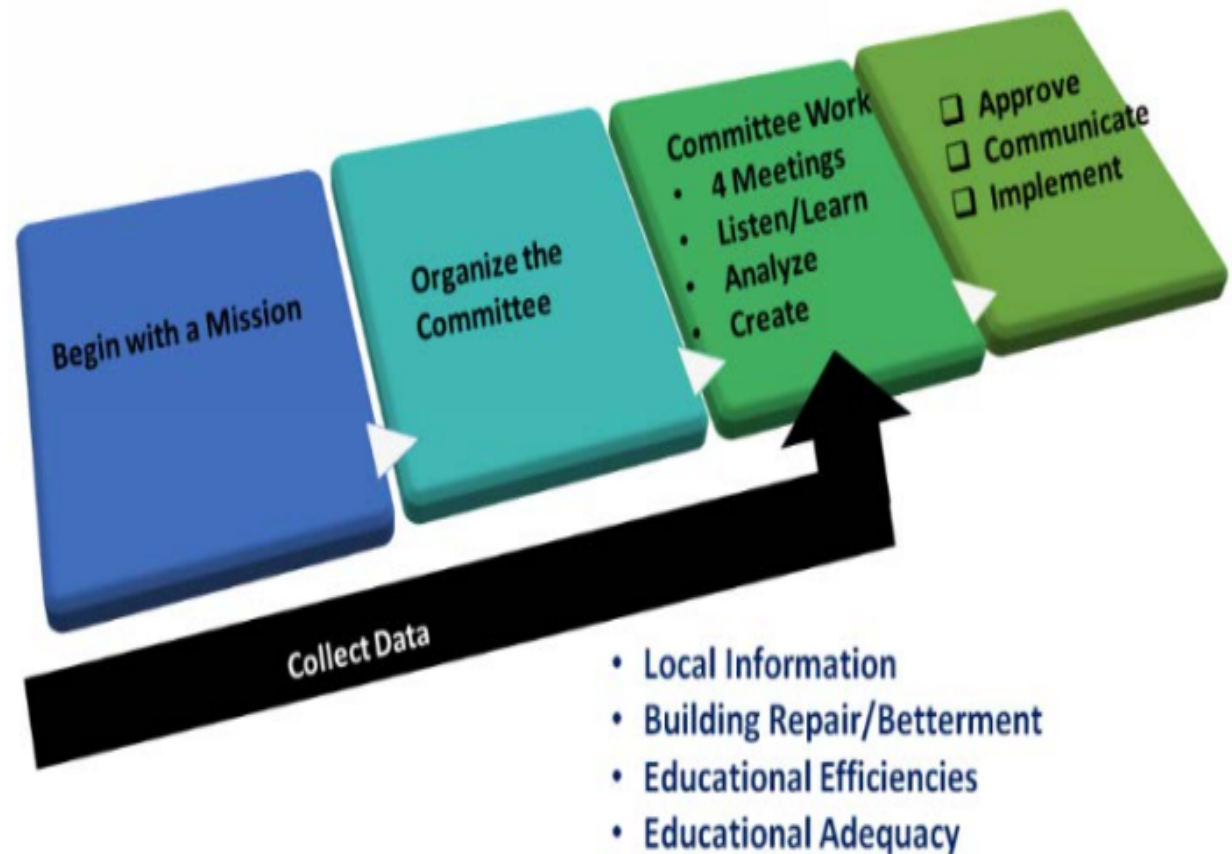 Begin with a Mission
Organize the
Committee
Committee Work
• 4 Meetings
• Listen/Learn
• Analyze
• Create
❑ Approve
❑ Communicate
❑ Implement
Collect Data
• Local Information
• Building Repair/Betterment
• Educational Efficiencies
• Educational Adequacy